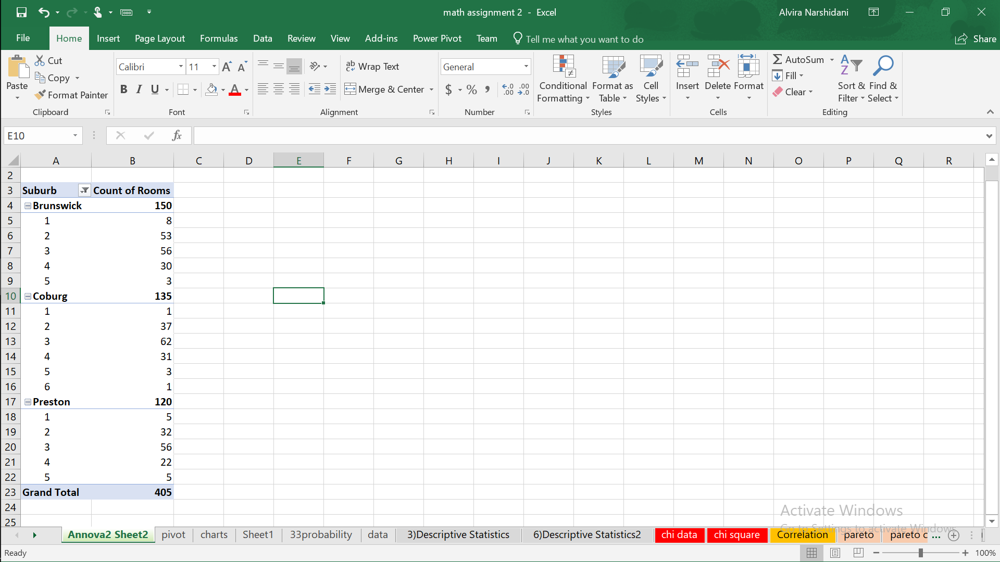 math assignment 2 - Excel
Alvira Narshidani
File Home Insert Page Layout Formulas Data Review View Add-ins Power Pivot Team Tell me what you want to do Share
Paste
Cut
Copy
Format Painter
Clipboard
Calibri 11
B I U
Font
Wrap Text
Merge & Center
Alignment
General
$ %
Number
Conditional Formatting
Format as Table
Cell Styles
Styles
Insert Delete Format
Cells
AutoSum
Fill
Clear
Sort & Filter
Find & Select
Editing
E10
fx
A B C D E F G H I J K L M N O P Q R
2
3 Suburb Count of Rooms
4 Brunswick 150
5 1 8
6 2 53
7 3 56
8 4 30
9 5 3
10 Coburg 135
11 1 1
12 2 37
13 3 62
14 4 31
15 5 3
16 6 1
17 Preston 120
18 1 5
19 2 32
20 3 56
21 4 22
22 5 5
23 Grand Total 405
24
25
Activate Windows
Go to Settings to activate Windows.
Annova2 Sheet2 pivot charts Sheet1 33probability data 3)Descriptive Statistics 6)Descriptive Statistics2 chi data chi square Correlation pareto pareto c ...
Ready
100%